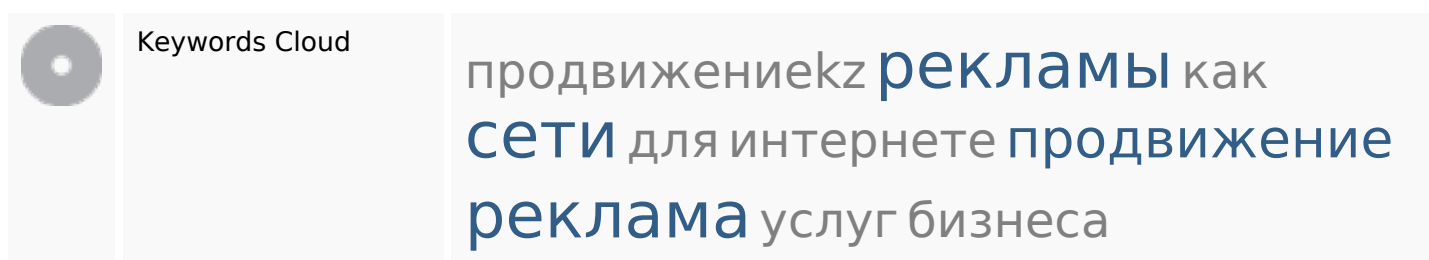 Keywords Cloud
продвижениеkz рекламы как
сети для интернете продвижение
реклама услуг бизнеса